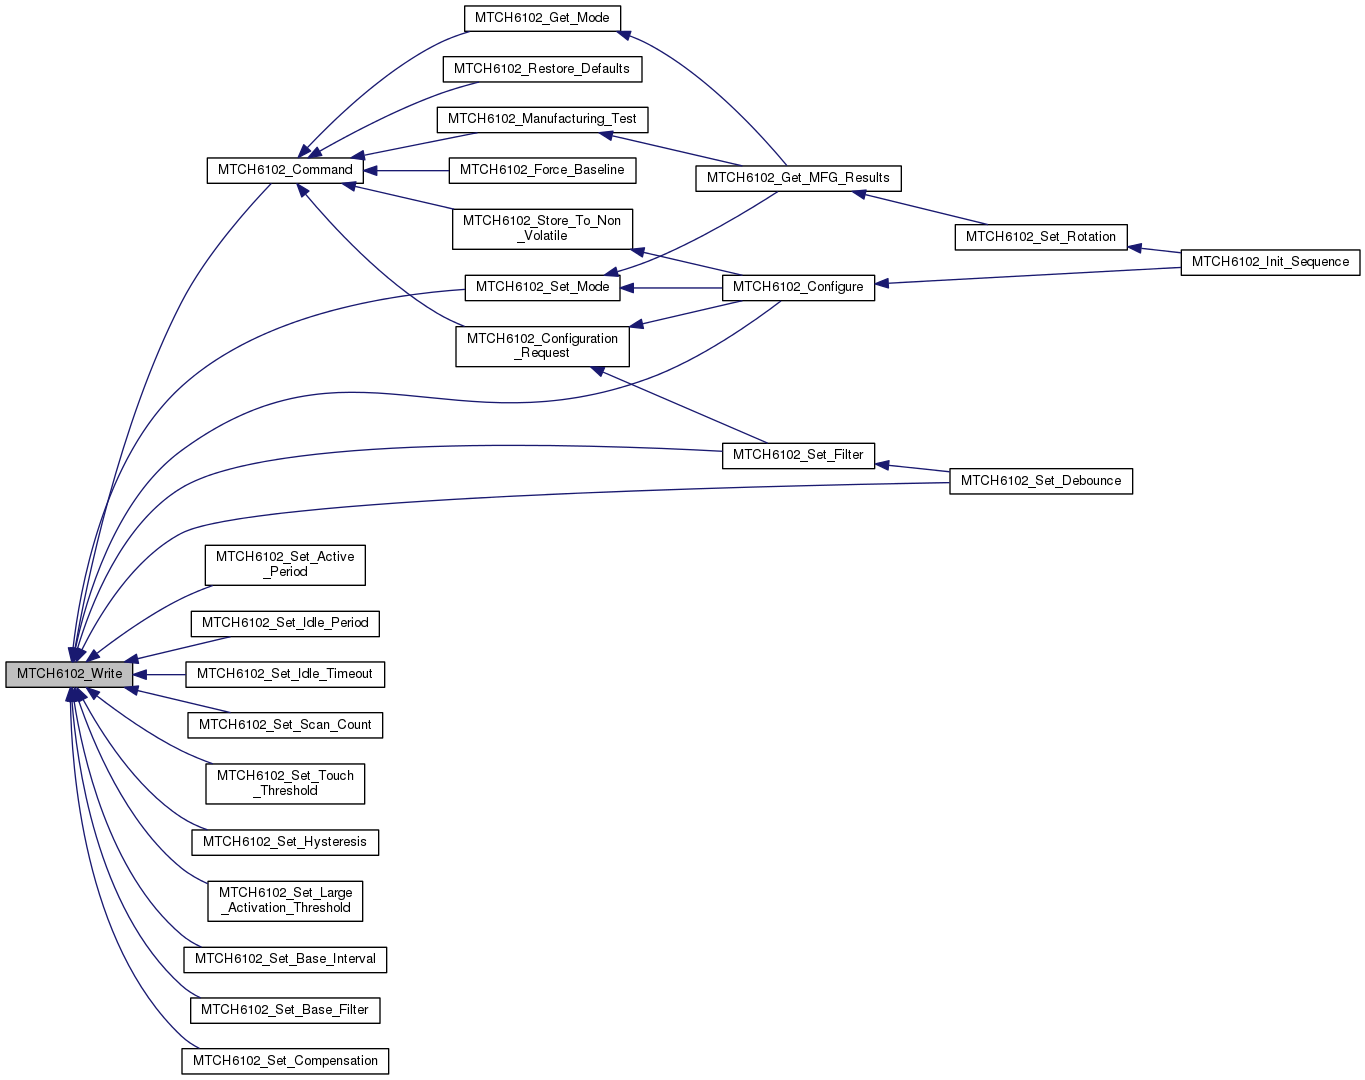 MTCH6102_Get_Mode
MTCH6102_Restore_Defaults
MTCH6102_Manufacturing_Test
MTCH6102_Command
MTCH6102_Force_Baseline
MTCH6102_Get_MFG_Results
MTCH6102_Store_To_Non
_Volatile
MTCH6102_Set_Rotation
MTCH6102_Init_Sequence
MTCH6102_Set_Mode
MTCH6102_Configure
MTCH6102_Configuration
_Request
MTCH6102_Set_Filter
MTCH6102_Set_Debounce
MTCH6102_Set_Active
_Period
MTCH6102_Set_Idle_Period
MTCH6102_Write
MTCH6102_Set_Idle_Timeout
MTCH6102_Set_Scan_Count
MTCH6102_Set_Touch
_Threshold
MTCH6102_Set_Hysteresis
MTCH6102_Set_Large
_Activation_Threshold
MTCH6102_Set_Base_Interval
MTCH6102_Set_Base_Filter
MTCH6102_Set_Compensation